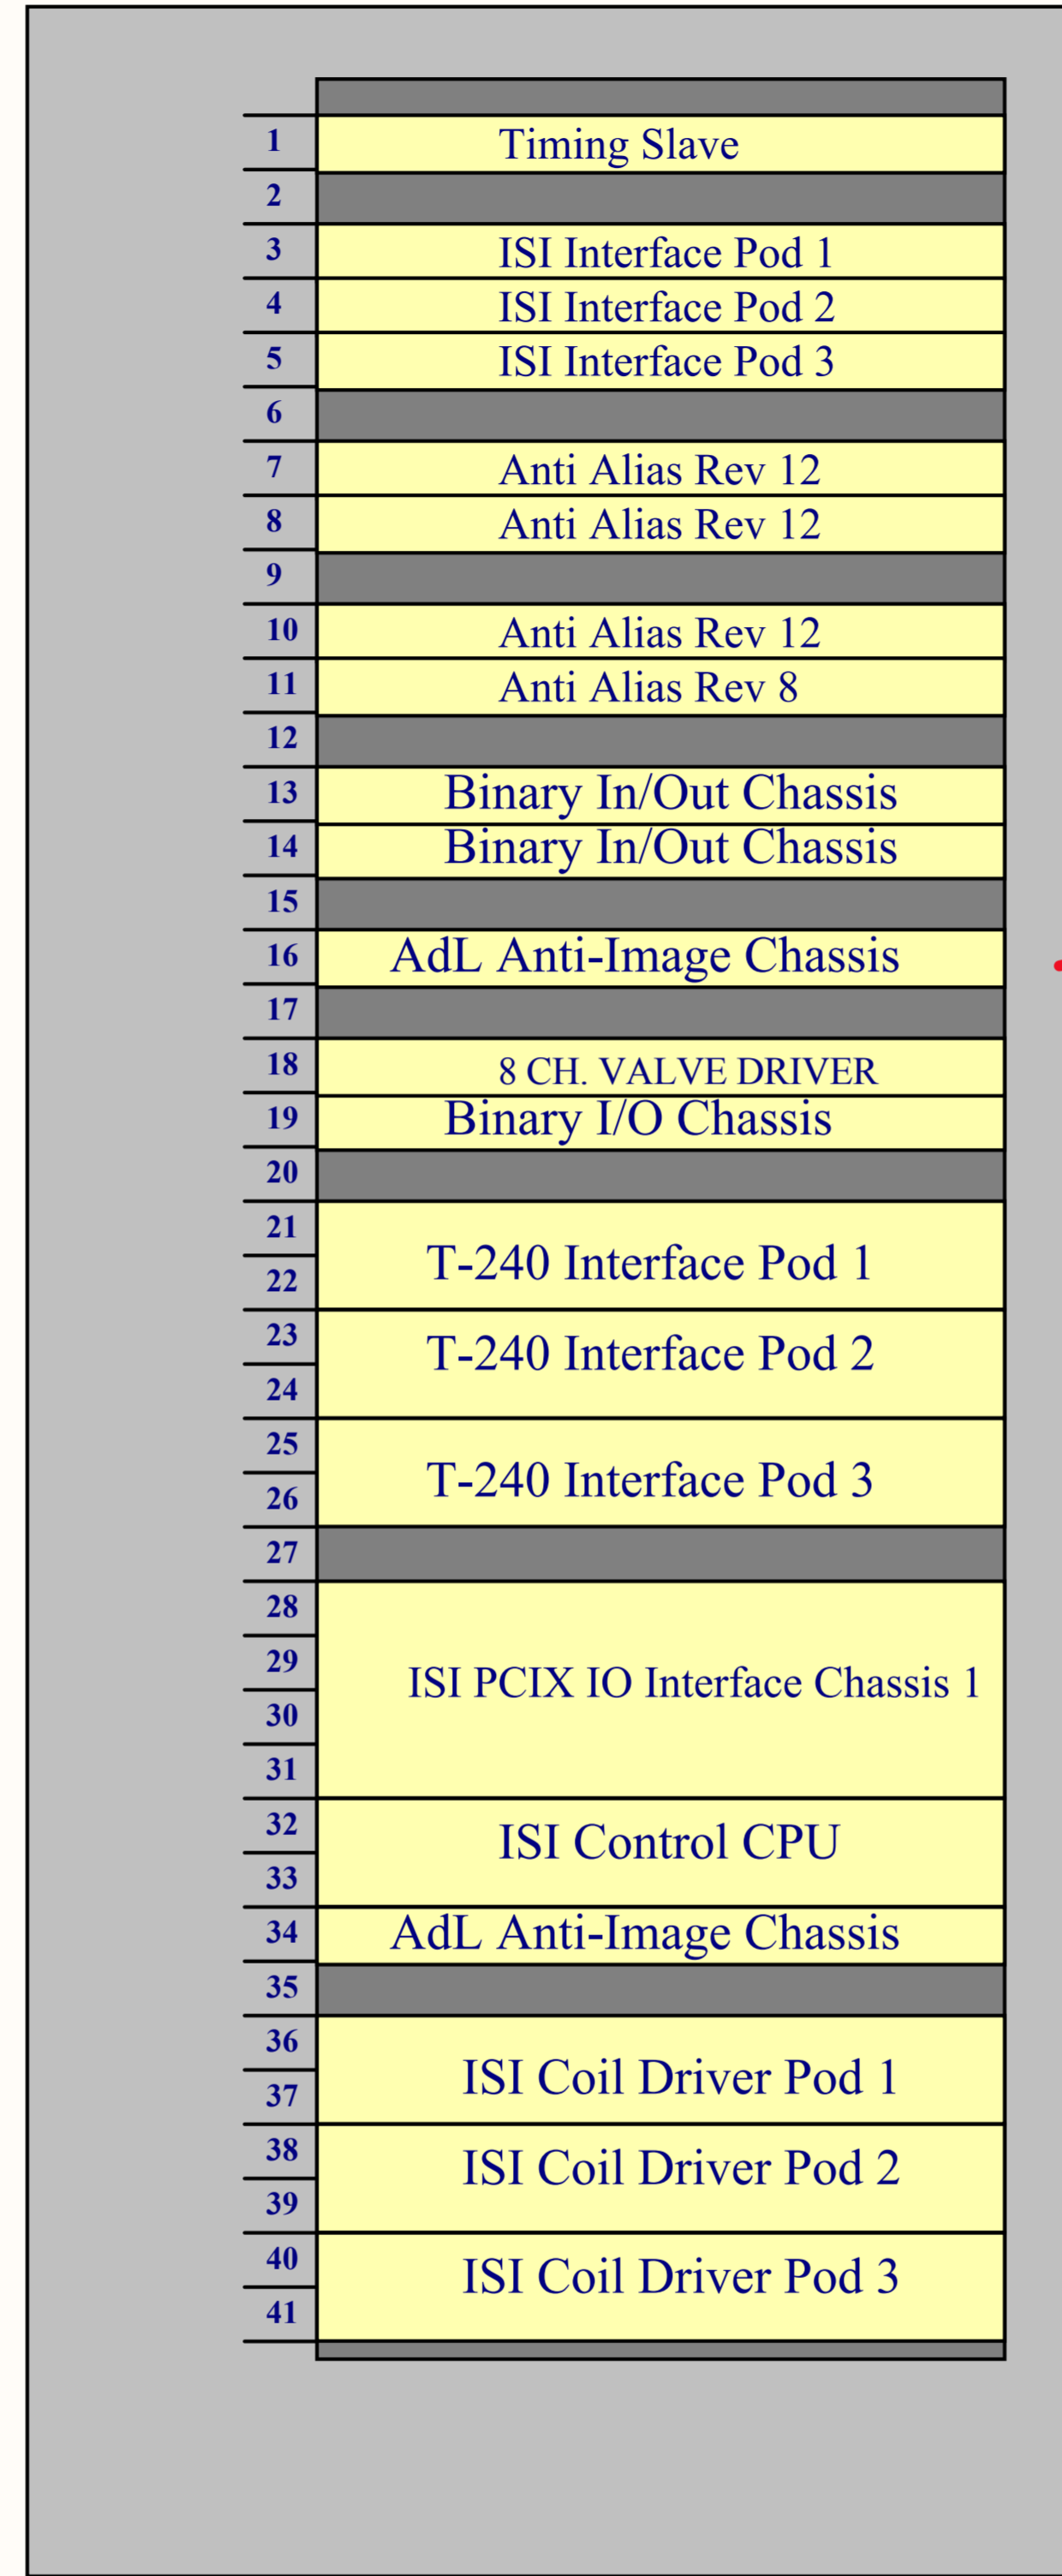 1 Timing Slave
2
3 ISI Interface Pod 1
4 ISI Interface Pod 2
5 ISI Interface Pod 3
6
7 Anti Alias Rev 12
8 Anti Alias Rev 12
9
10 Anti Alias Rev 12
11 Anti Alias Rev 8
12
13 Binary In/Out Chassis
14 Binary In/Out Chassis
15
16 AdL Anti-Image Chassis
17
18 8 CH. VALVE DRIVER
19 Binary I/O Chassis
20
21
T-240 Interface Pod 1
22
23
T-240 Interface Pod 2
24
25
T-240 Interface Pod 3
26
27
28
29
ISI PCIX IO Interface Chassis 1
30
31
32
ISI Control CPU
33
34 AdL Anti-Image Chassis
35
36
ISI Coil Driver Pod 1
37
38
ISI Coil Driver Pod 2
39
40
ISI Coil Driver Pod 3
41